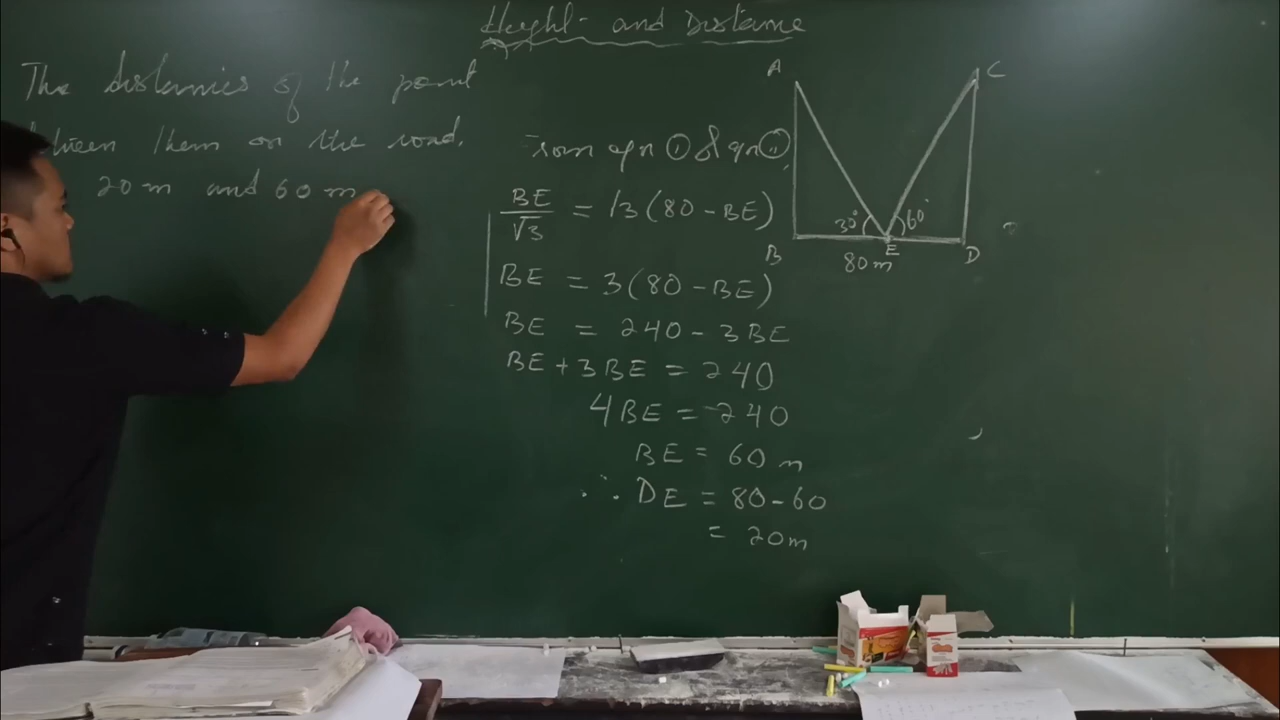 Height and Distance
The distances of the point
between them on the road.
20 m and 60 m
From eqn ① & eqn ⑪
BE/√3 = √3 (80 - BE)
BE = 3(80 - BE)
BE = 240 - 3BE
BE + 3BE = 240
4BE = 240
BE = 60 m
∴ DE = 80 - 60
= 20m
A
C
30° 60°
B E D
80 m